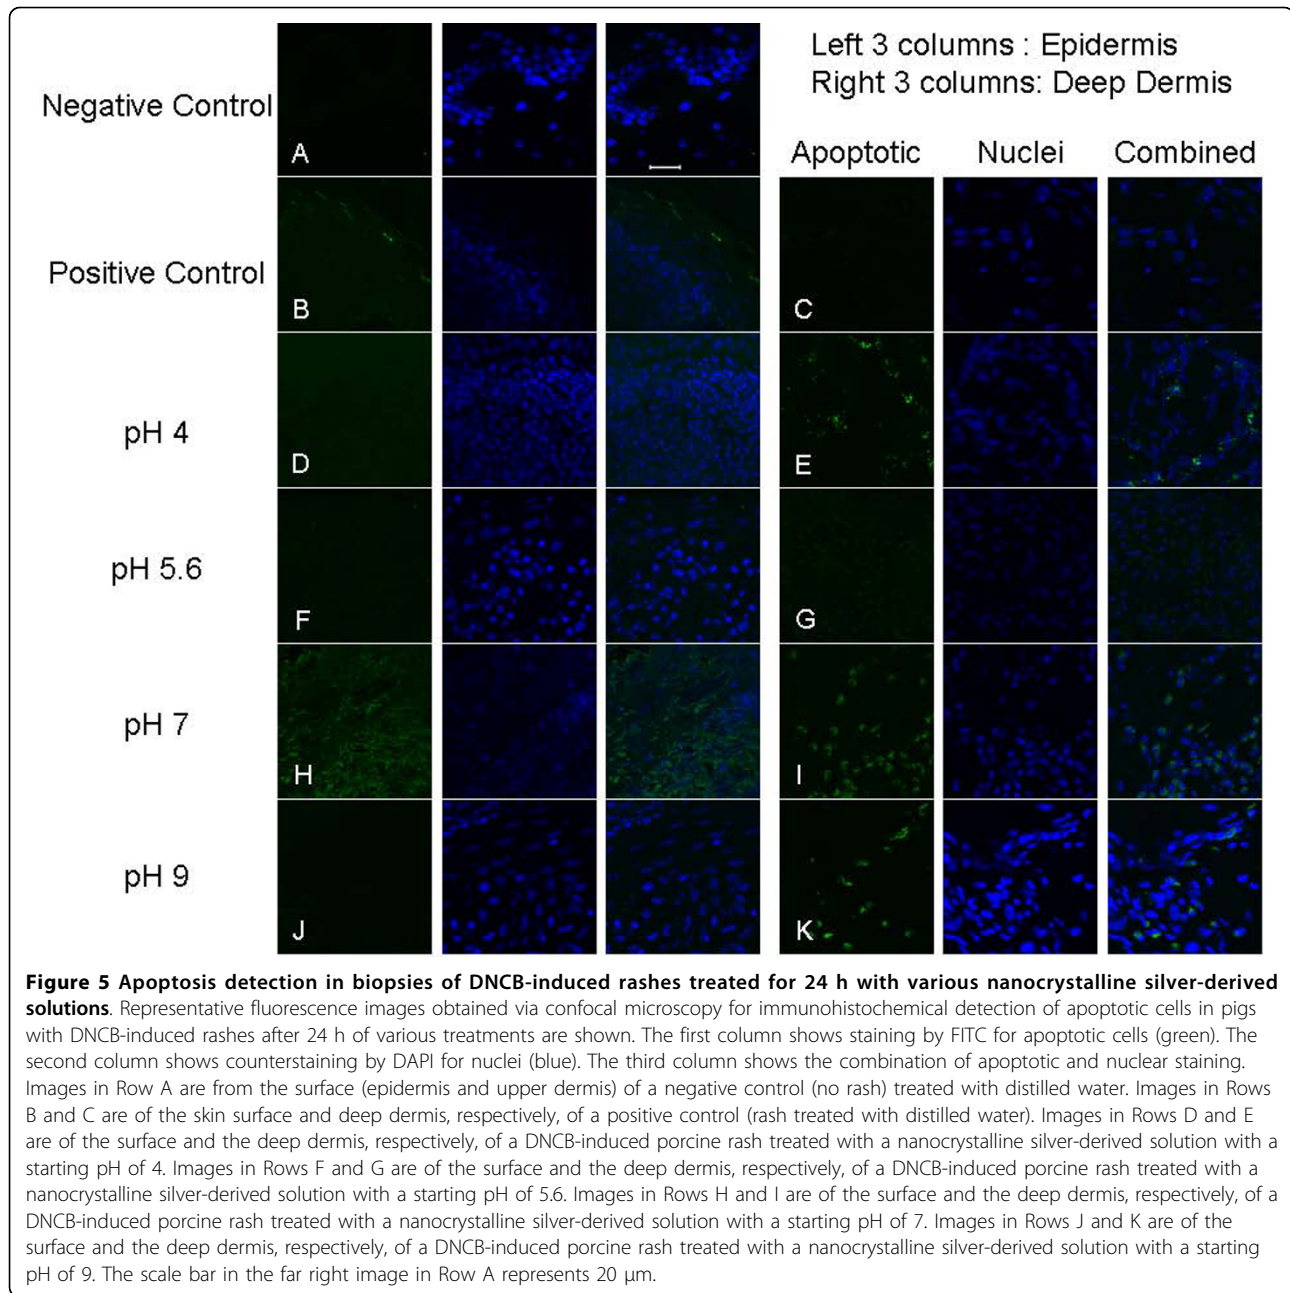 Left 3 columns : Epidermis
Right 3 columns: Deep Dermis
Negative Control
A
Apoptotic Nuclei Combined
Positive Control
B
C
pH 4
D
E
pH 5.6
F
G
pH 7
H
I
pH 9
J
K
Figure 5 Apoptosis detection in biopsies of DNCB-induced rashes treated for 24 h with various nanocrystalline silver-derived
solutions. Representative fluorescence images obtained via confocal microscopy for immunohistochemical detection of apoptotic cells in pigs
with DNCB-induced rashes after 24 h of various treatments are shown. The first column shows staining by FITC for apoptotic cells (green). The
second column shows counterstaining by DAPI for nuclei (blue). The third column shows the combination of apoptotic and nuclear staining.
Images in Row A are from the surface (epidermis and upper dermis) of a negative control (no rash) treated with distilled water. Images in Rows
B and C are of the skin surface and deep dermis, respectively, of a positive control (rash treated with distilled water). Images in Rows D and E
are of the surface and the deep dermis, respectively, of a DNCB-induced porcine rash treated with a nanocrystalline silver-derived solution with a
starting pH of 4. Images in Rows F and G are of the surface and the deep dermis, respectively, of a DNCB-induced porcine rash treated with a
nanocrystalline silver-derived solution with a starting pH of 5.6. Images in Rows H and I are of the surface and the deep dermis, respectively, of a
DNCB-induced porcine rash treated with a nanocrystalline silver-derived solution with a starting pH of 7. Images in Rows J and K are of the
surface and the deep dermis, respectively, of a DNCB-induced porcine rash treated with a nanocrystalline silver-derived solution with a starting
pH of 9. The scale bar in the far right image in Row A represents 20 μm.